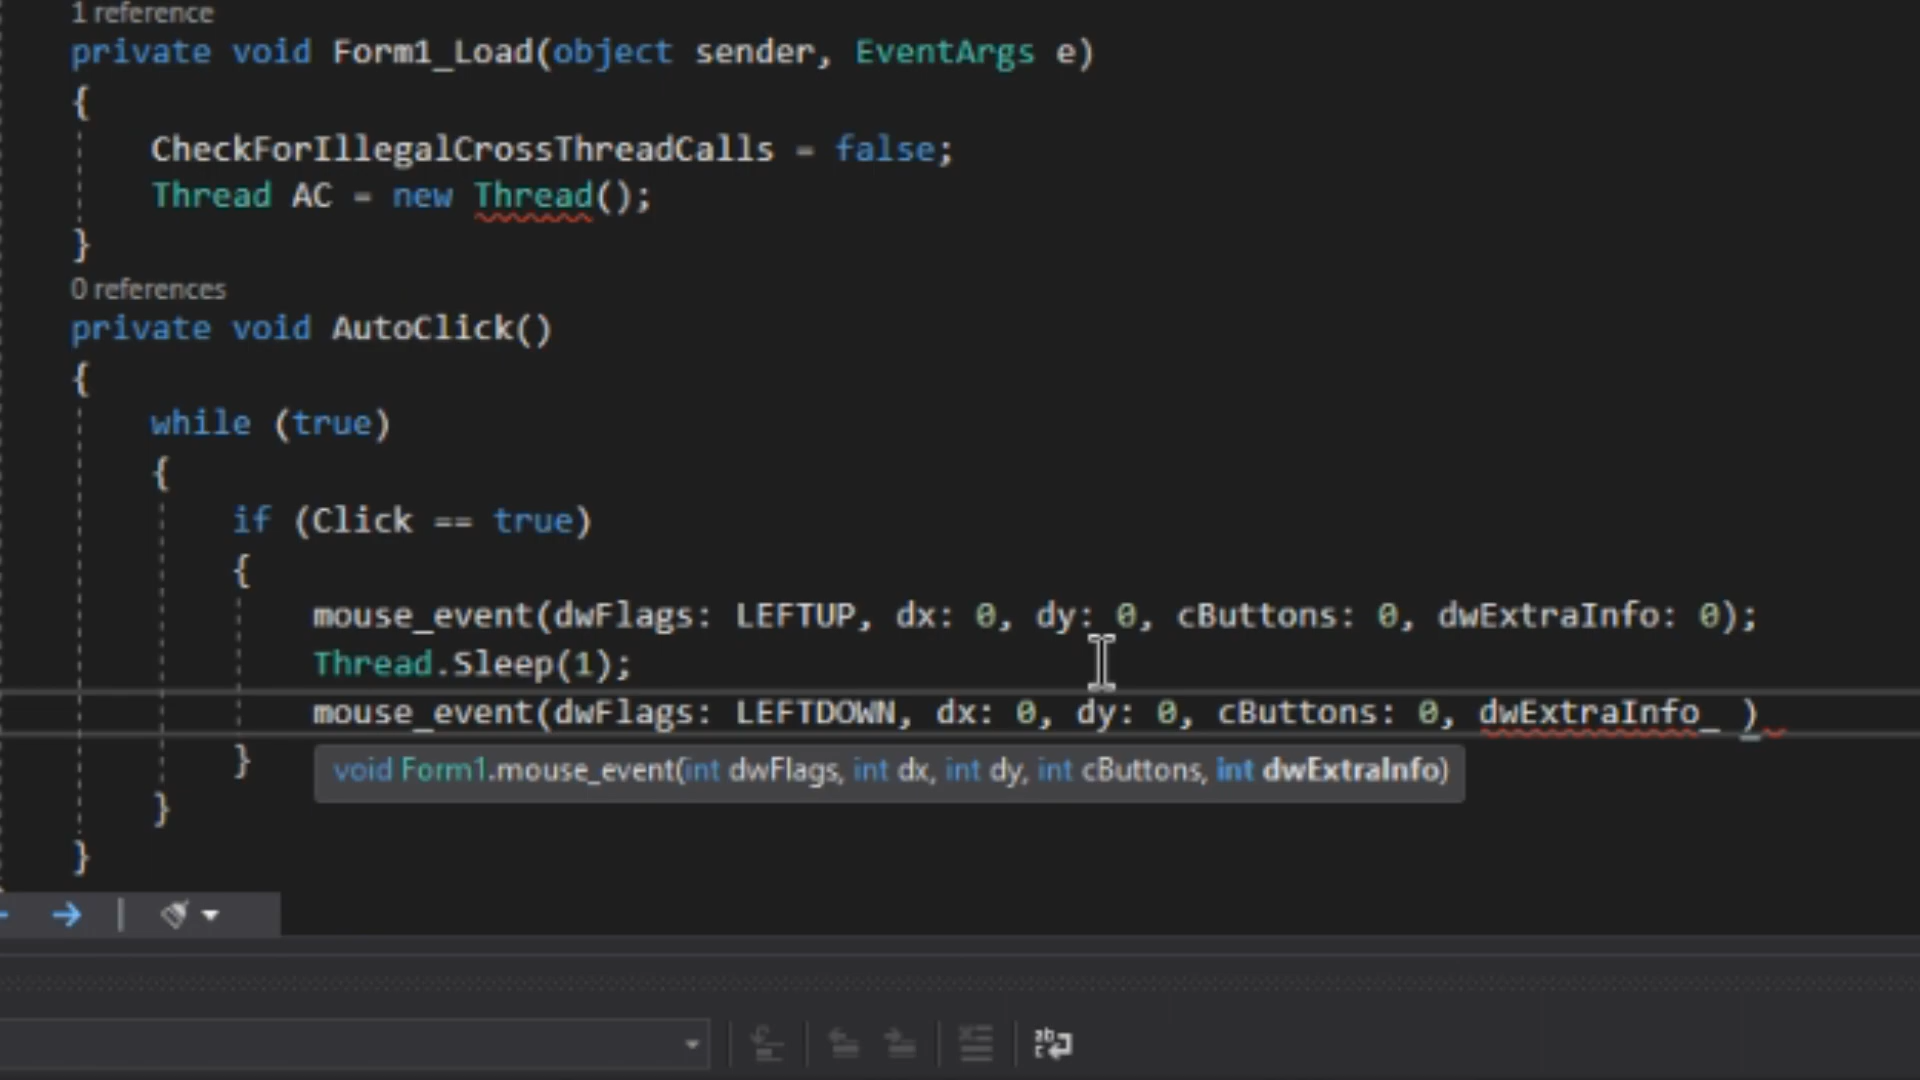 1 reference
private void Form1_Load(object sender, EventArgs e)
{
CheckForIllegalCrossThreadCalls = false;
Thread AC = new Thread();
}
0 references
private void AutoClick()
{
while (true)
{
if (Click == true)
{
mouse_event(dwFlags: LEFTUP, dx: 0, dy: 0, cButtons: 0, dwExtraInfo: 0);
Thread.Sleep(1);
mouse_event(dwFlags: LEFTDOWN, dx: 0, dy: 0, cButtons: 0, dwExtraInfo_ )
}
void Form1.mouse_event(int dwFlags, int dx, int dy, int cButtons, int dwExtraInfo)
}
}